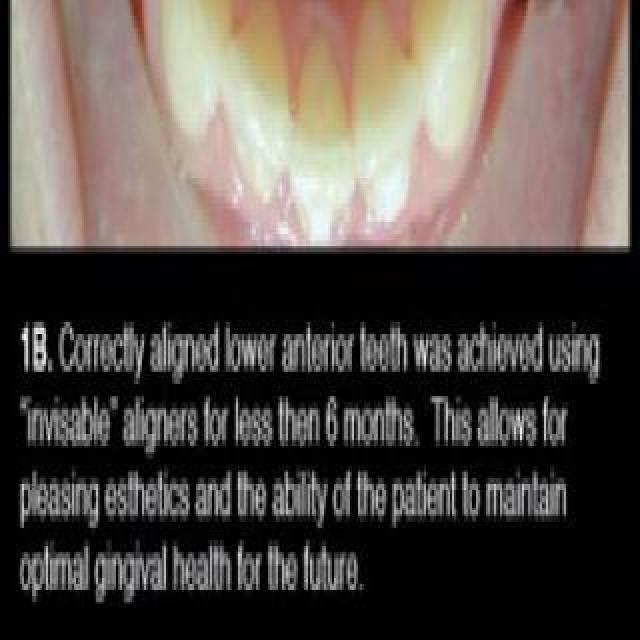 1B. Correctly aligned lower anterior teeth was achieved using
"invisable" aligners for less then 6 months. This allows for
pleasing esthetics and the ability of the patient to maintain
optimal gingival health for the future.